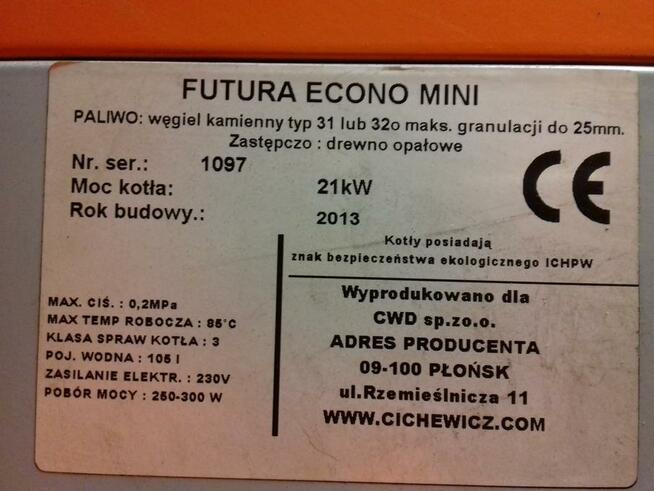 FUTURA ECONO MINI
PALIWO: węgiel kamienny typ 31 lub 32o maks. granulacji do 25mm.
Zastępczo : drewno opałowe
Nr. ser.: 1097
Moc kotła: 21kW
Rok budowy.: 2013
CE
Kotły posiadają
znak bezpieczeństwa ekologicznego ICHPW
MAX. CIŚ. : 0,2MPa
MAX TEMP ROBOCZA : 85°C
KLASA SPRAW KOTŁA : 3
POJ. WODNA : 105 l
ZASILANIE ELEKTR. : 230V
POBÓR MOCY : 250-300 W
Wyprodukowano dla
CWD sp.zo.o.
ADRES PRODUCENTA
09-100 PŁOŃSK
ul.Rzemieślnicza 11
WWW.CICHEWICZ.COM